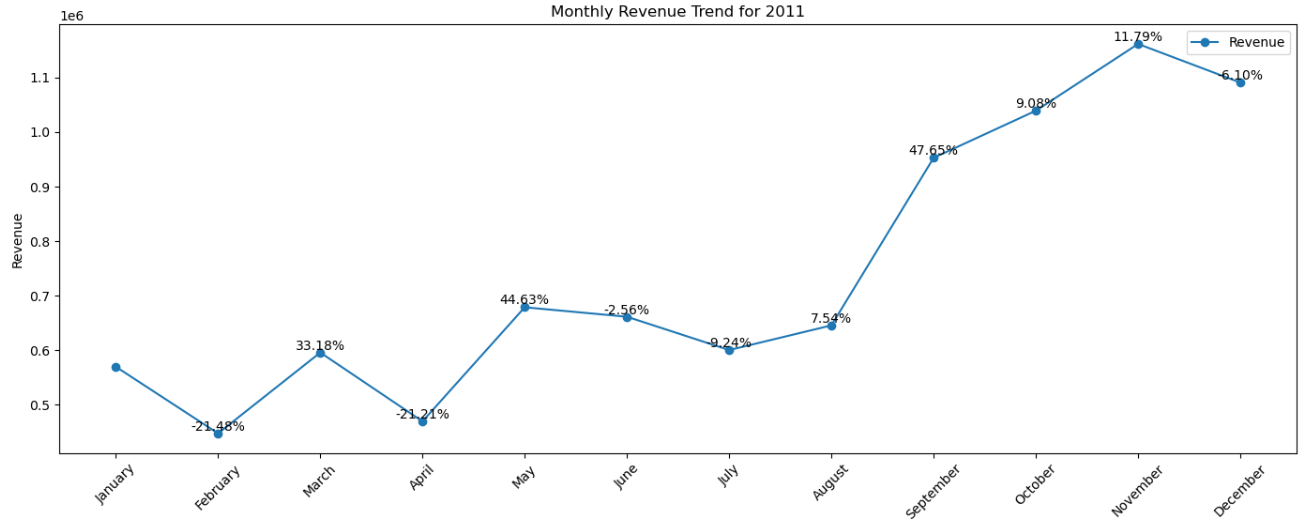 Monthly Revenue Trend for 2011
1e6
Revenue
11.79%
-6.10%
9.08%
47.65%
44.63%
-2.56%
7.54%
-9.24%
33.18%
-21.21%
-21.48%
1.1
1.0
0.9
0.8
0.7
0.6
0.5
Revenue
January
February
March
April
May
June
July
August
September
October
November
December